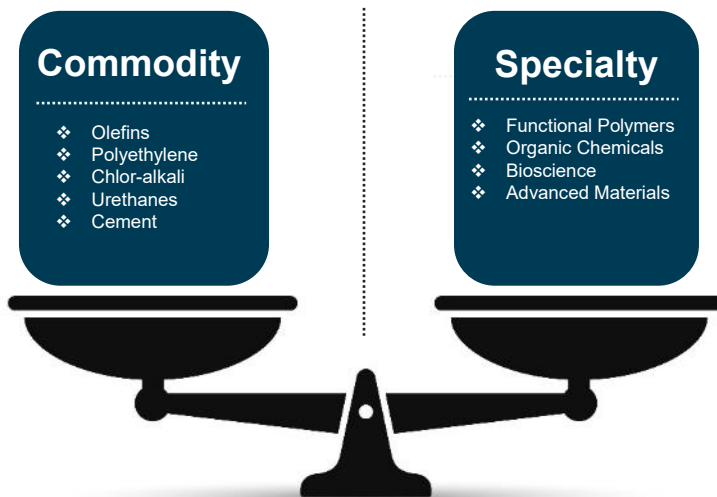 Commodity
❖ Olefins
❖ Polyethylene
❖ Chlor-alkali
❖ Urethanes
❖ Cement
Specialty
❖ Functional Polymers
❖ Organic Chemicals
❖ Bioscience
❖ Advanced Materials